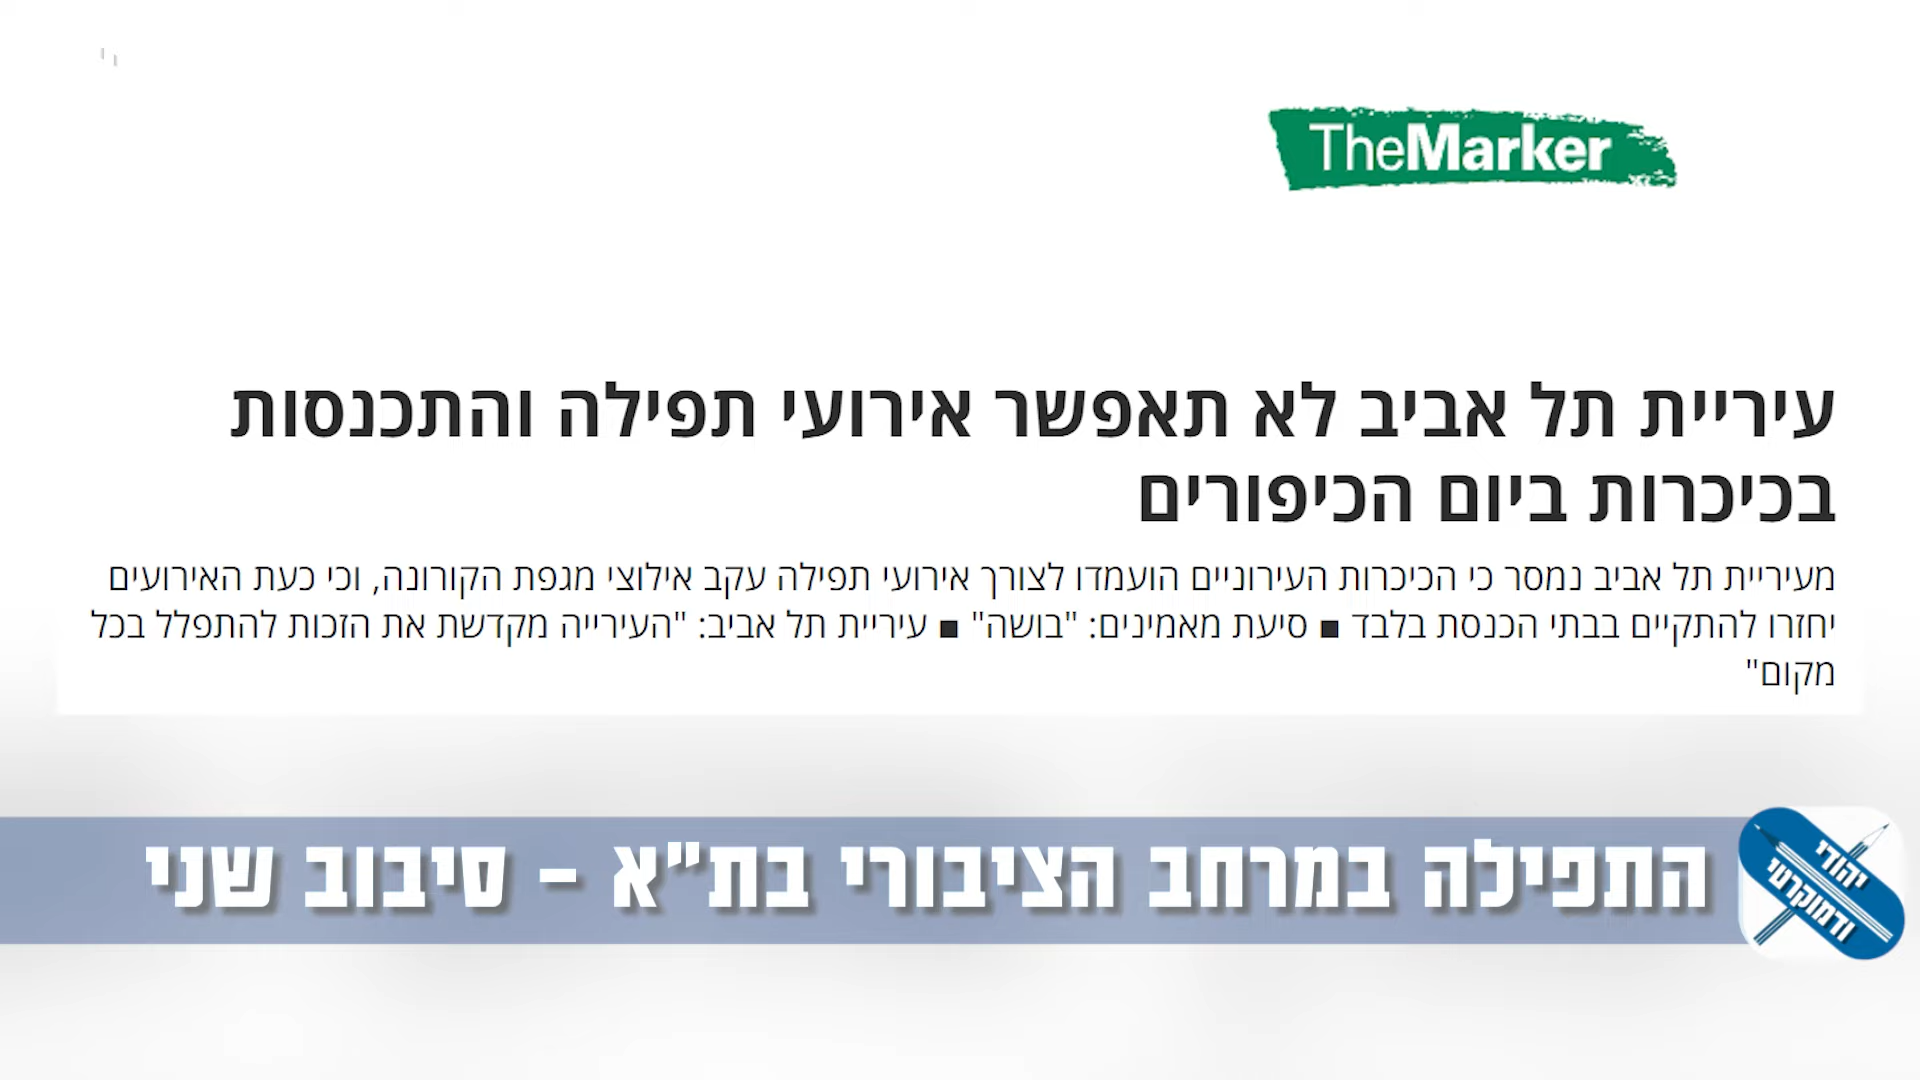 TheMarker
עיריית תל אביב לא תאפשר אירועי תפילה והתכנסות
בכיכרות ביום הכיפורים
מעיריית תל אביב נמסר כי הכיכרות העירוניים הועמדו לצורך אירועי תפילה עקב אילוצי מגפת הקורונה, וכי כעת האירועים
יחזרו להתקיים בבתי הכנסת בלבד ■ סיעת מאמינים: "בושה" ■ עיריית תל אביב: "העירייה מקדשת את הזכות להתפלל בכל
מקום"
התפילה במרחב הציבורי בת"א – סיבוב שני
יהודי
ודמוקרטי